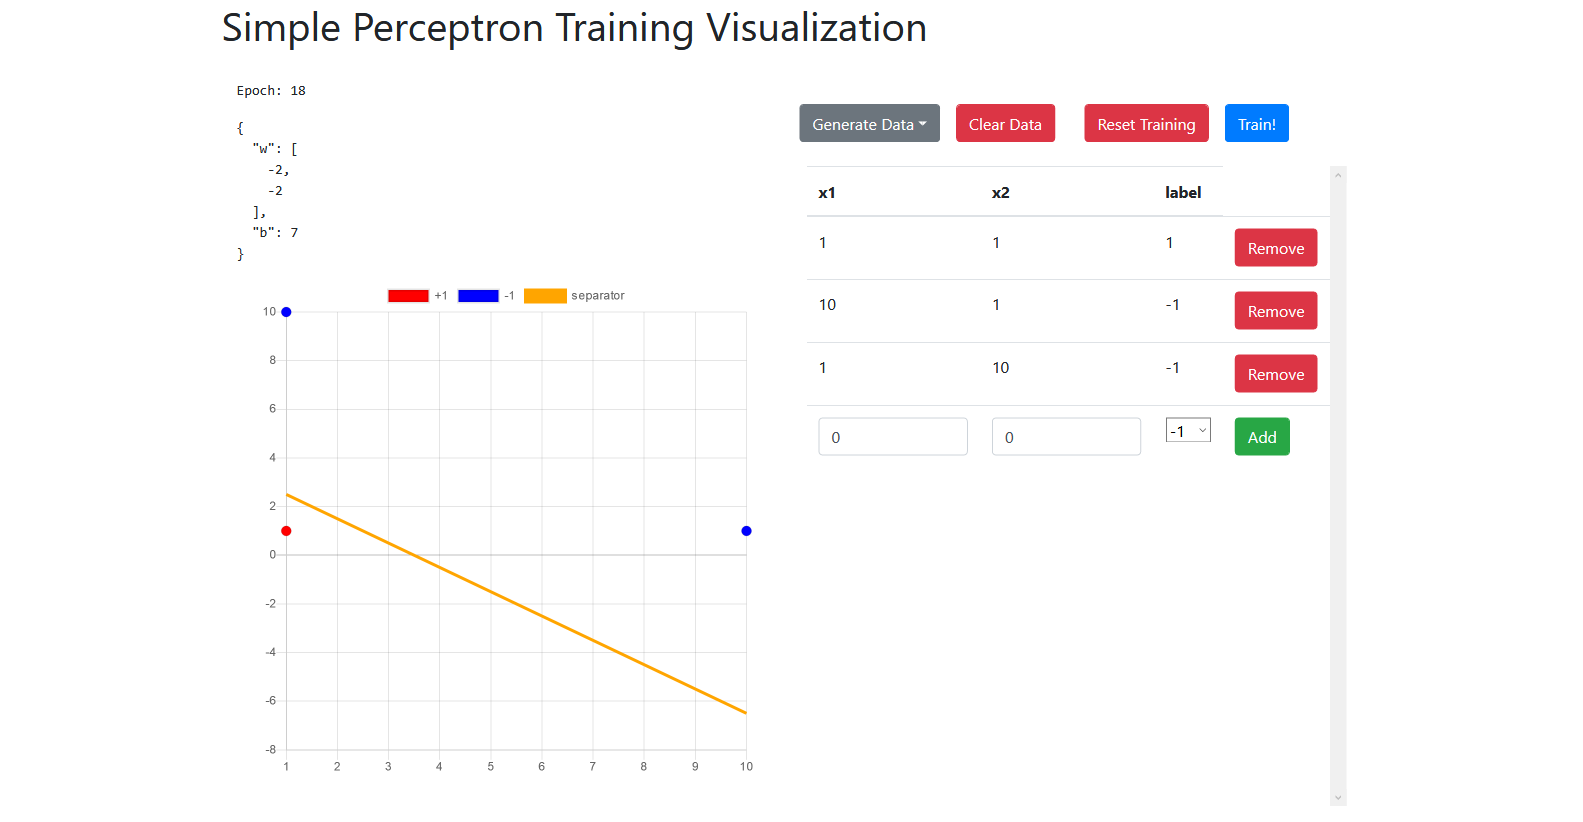 Simple Perceptron Training Visualization
Epoch: 18
{
  "w": [
    -2,
    -2
  ],
  "b": 7
}
+1 -1 separator
10
8
6
4
2
0
-2
-4
-6
-8
1 2 3 4 5 6 7 8 9 10
Generate Data Clear Data Reset Training Train!
x1 x2 label
1 1 1 Remove
10 1 -1 Remove
1 10 -1 Remove
0 0 -1 Add